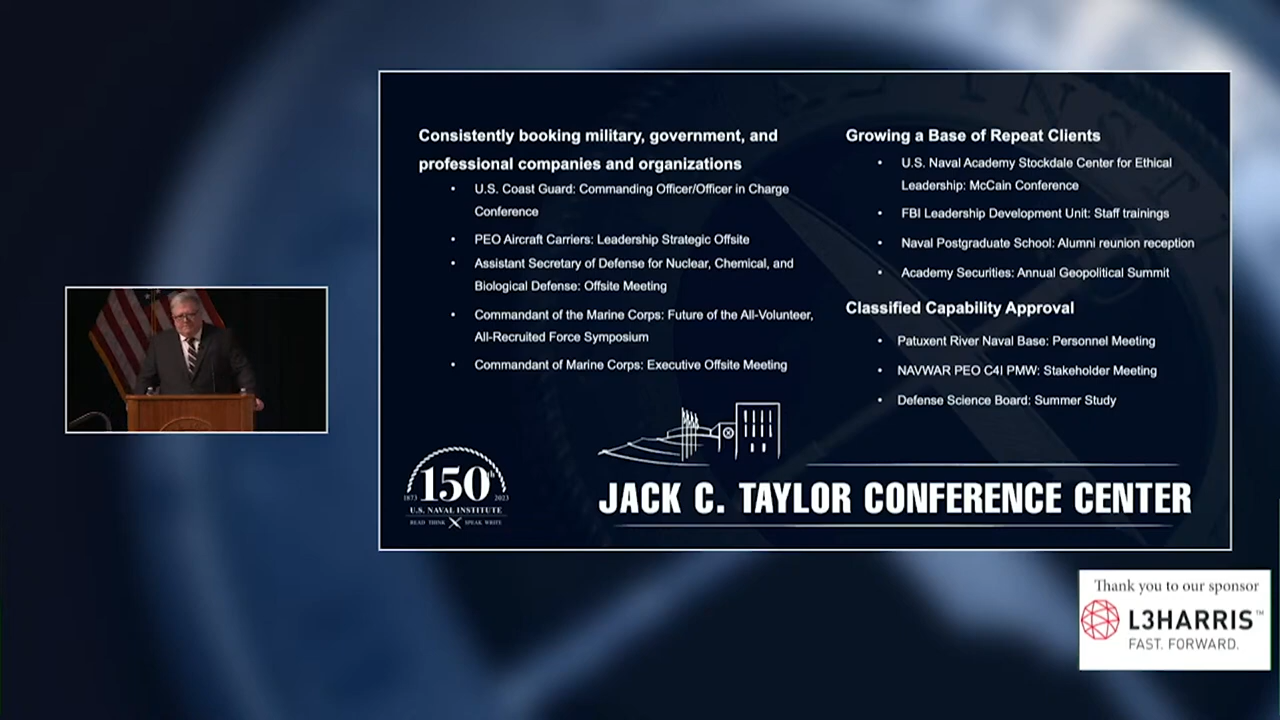 Consistently booking military, government, and
professional companies and organizations
• U.S. Coast Guard: Commanding Officer/Officer in Charge
Conference
• PEO Aircraft Carriers: Leadership Strategic Offsite
• Assistant Secretary of Defense for Nuclear, Chemical, and
Biological Defense: Offsite Meeting
• Commandant of the Marine Corps: Future of the All-Volunteer,
All-Recruited Force Symposium
• Commandant of Marine Corps: Executive Offsite Meeting
Growing a Base of Repeat Clients
• U.S. Naval Academy Stockdale Center for Ethical
Leadership: McCain Conference
• FBI Leadership Development Unit: Staff trainings
• Naval Postgraduate School: Alumni reunion reception
• Academy Securities: Annual Geopolitical Summit
Classified Capability Approval
• Patuxent River Naval Base: Personnel Meeting
• NAVWAR PEO C4I PMW: Stakeholder Meeting
• Defense Science Board: Summer Study
150th
1873 2023
U.S. NAVAL INSTITUTE
READ THINK SPEAK WRITE
JACK C. TAYLOR CONFERENCE CENTER
Thank you to our sponsor
L3HARRIS™
FAST. FORWARD.